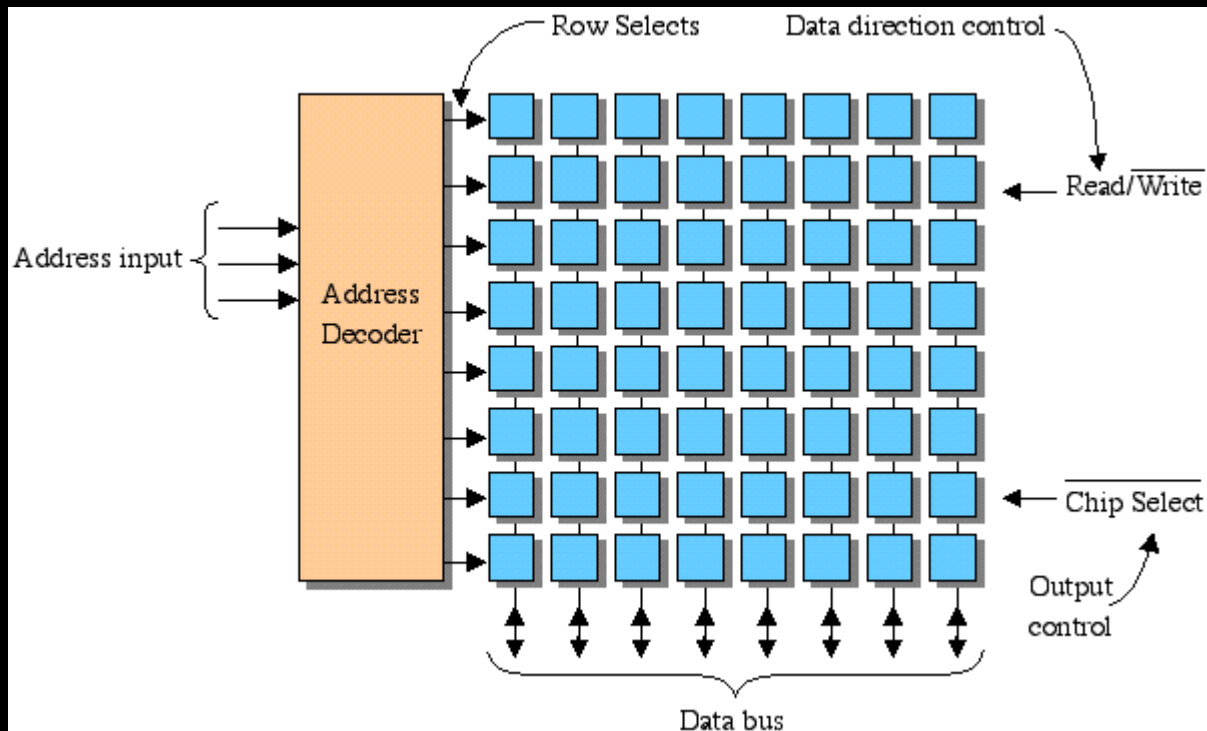 Row Selects
Data direction control
Read/Write
Address input
Address
Decoder
Chip Select
Output
control
Data bus